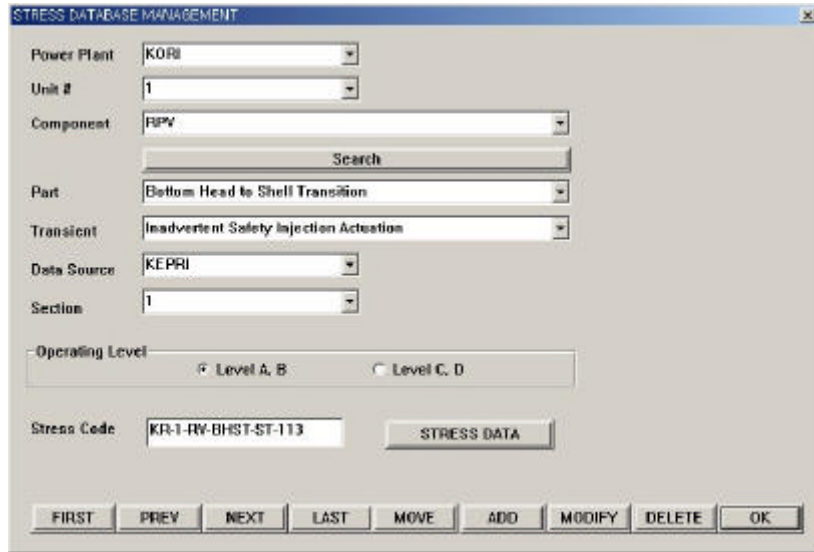 STRESS DATABASE MANAGEMENT
Power Plant KORI
Unit # 1
Component RPV
Search
Part Bottom Head to Shell Transition
Transient Inadvertent Safety Injection Actuation
Data Source KEPRI
Section 1
Operating Level
Level A, B Level C, D
Stress Code KR-1-RV-BHST-ST-113 STRESS DATA
FIRST PREV NEXT LAST MOVE ADD MODIFY DELETE OK